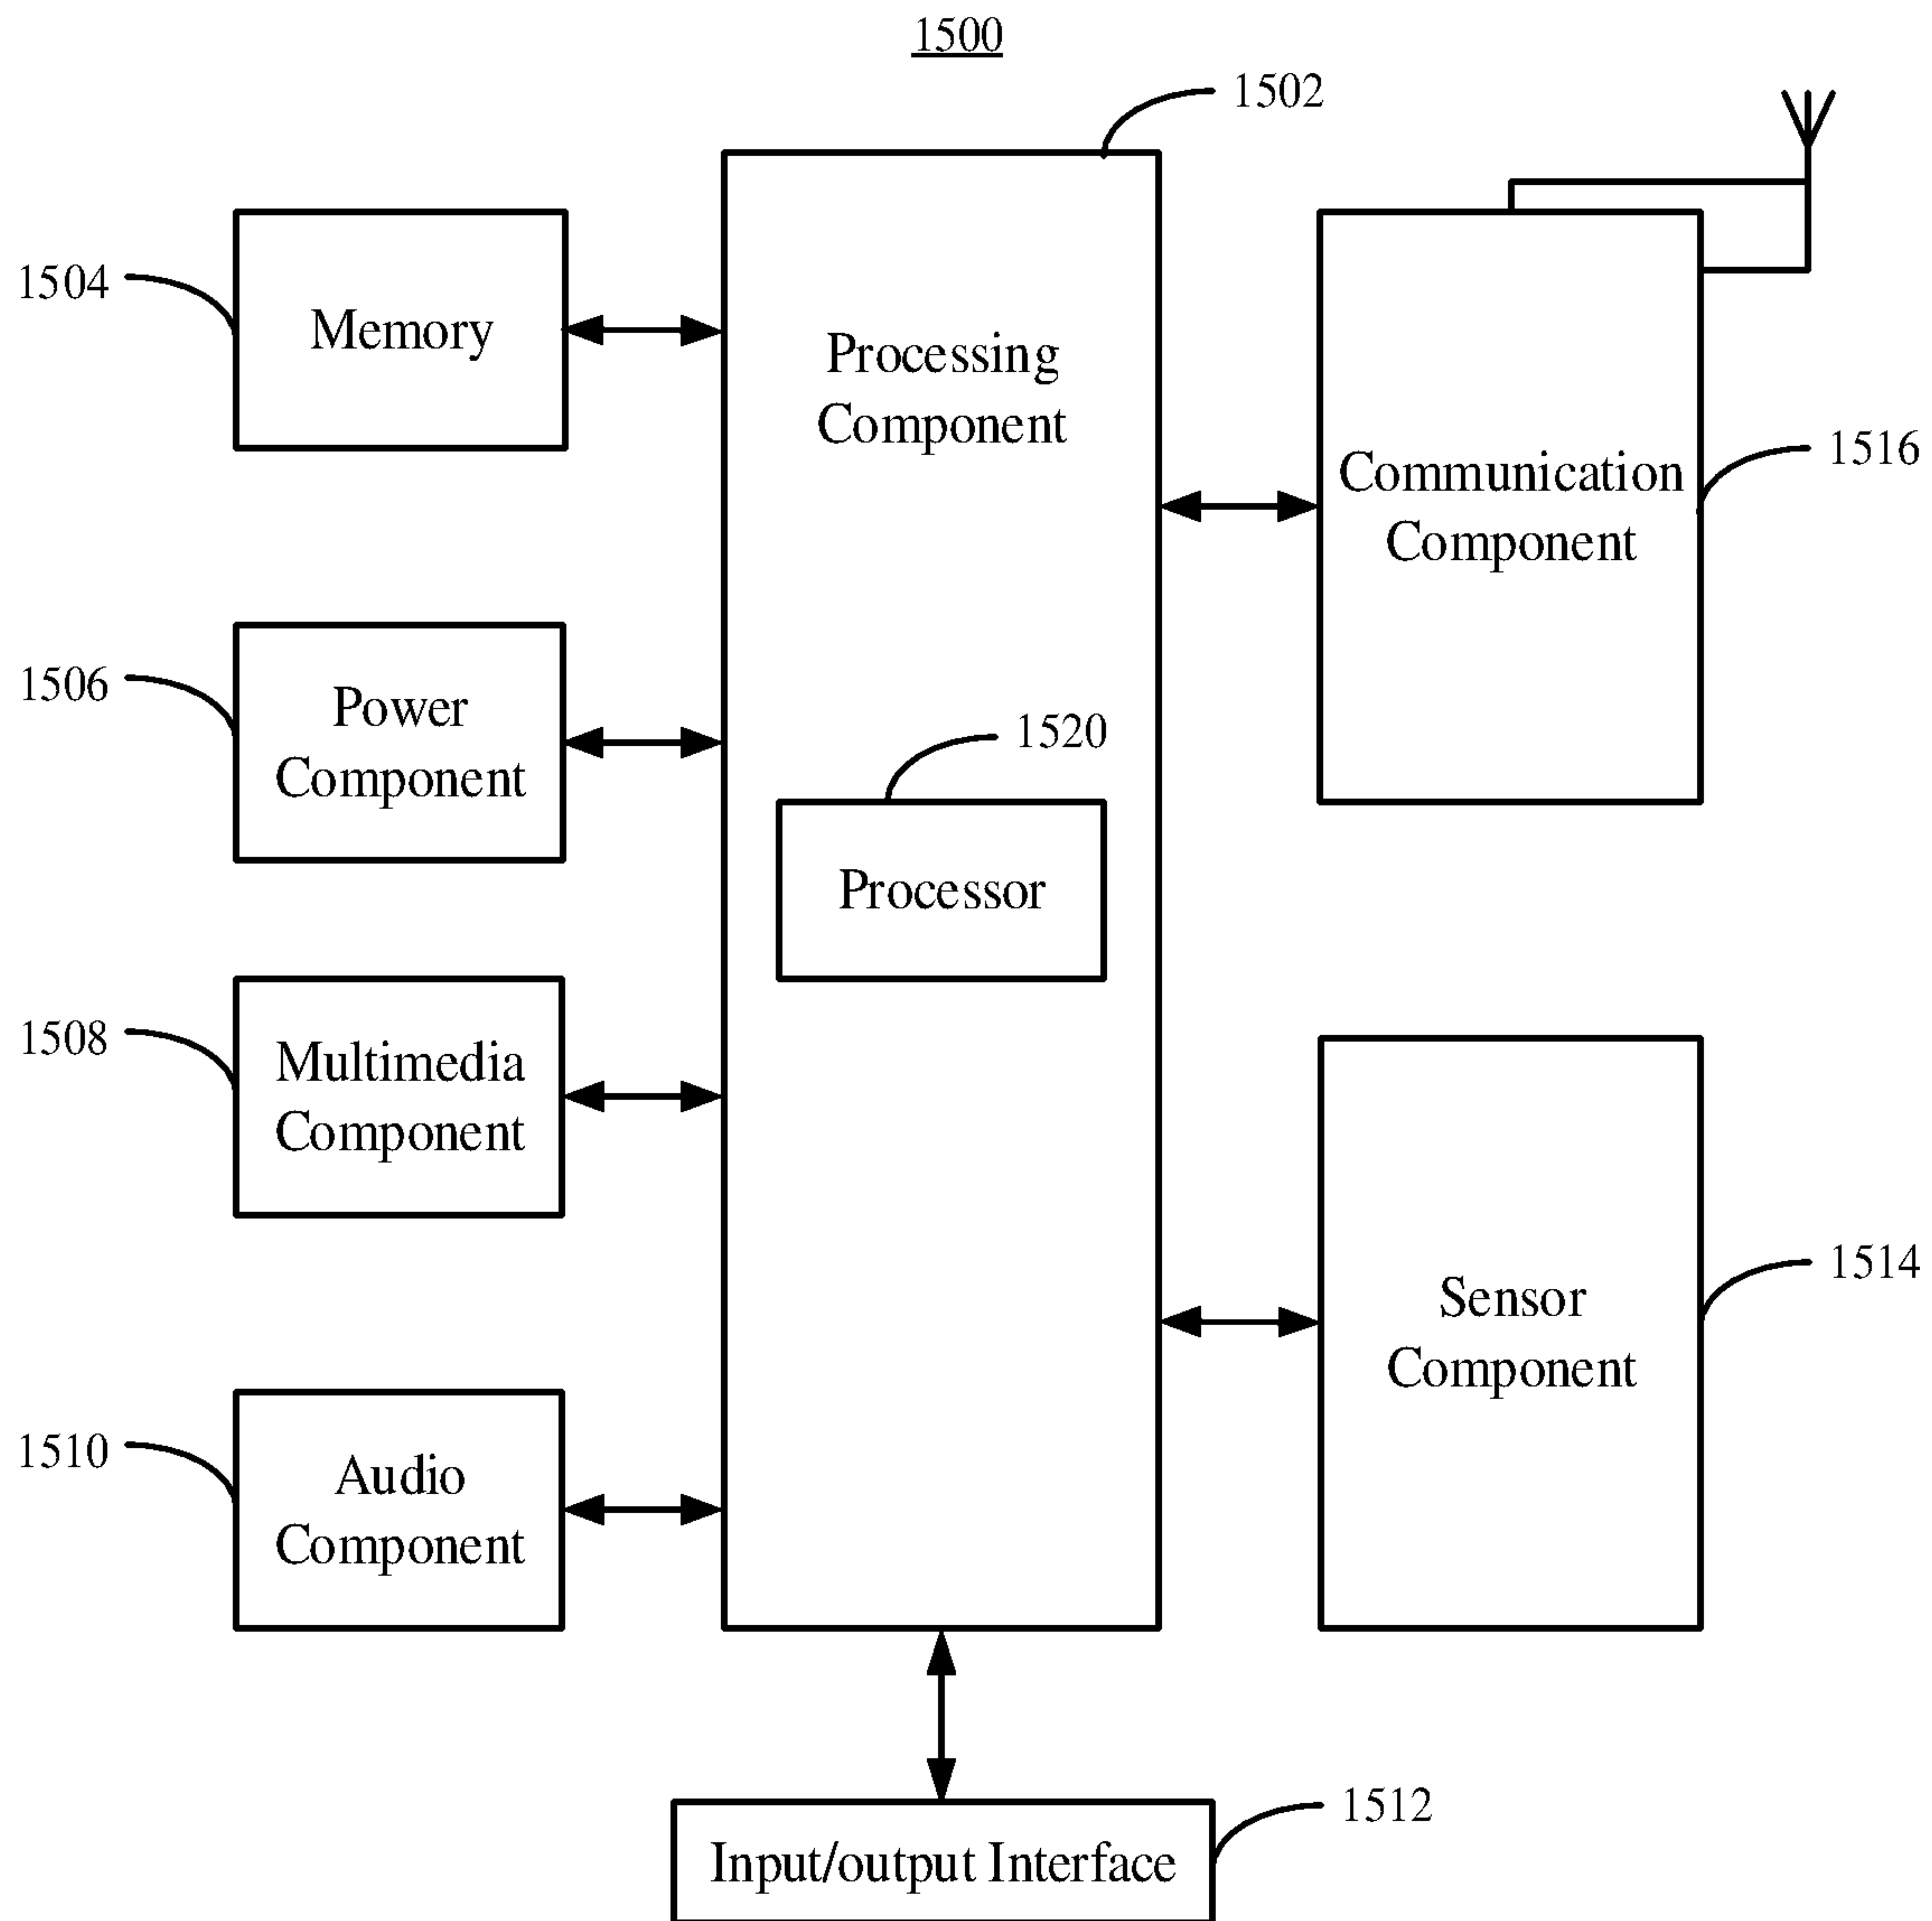 1500
1502
1504
Memory
Processing
Component
Communication
Component
1516
1506
Power
Component
1520
Processor
1508
Multimedia
Component
Sensor
Component
1514
1510
Audio
Component
1512
Input/output Interface